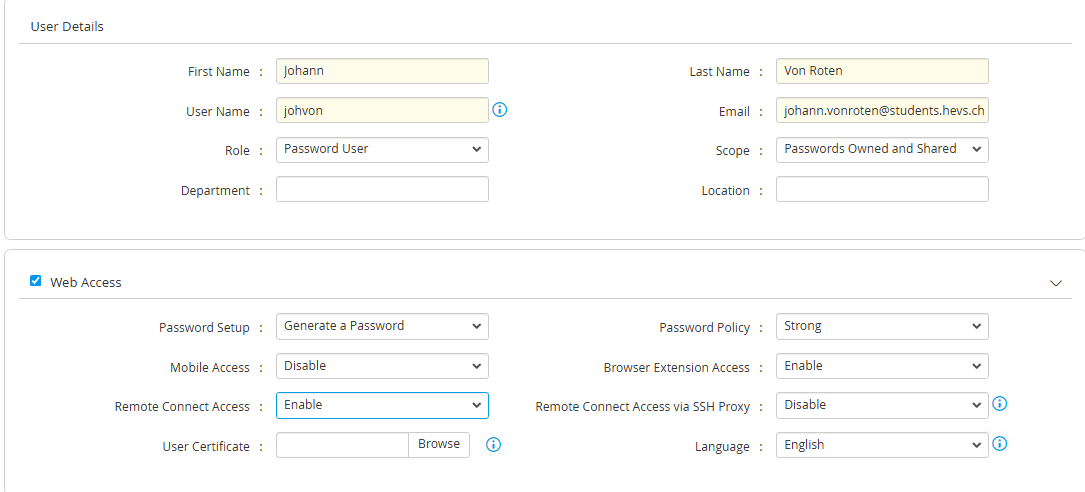 User Details
First Name : Johann Last Name : Von Roten
User Name : johvon Email : johann.vonroten@students.hevs.ch
Role : Password User Scope : Passwords Owned and Shared
Department : Location :
Web Access
Password Setup : Generate a Password Password Policy : Strong
Mobile Access : Disable Browser Extension Access : Enable
Remote Connect Access : Enable Remote Connect Access via SSH Proxy : Disable
User Certificate : Browse Language : English